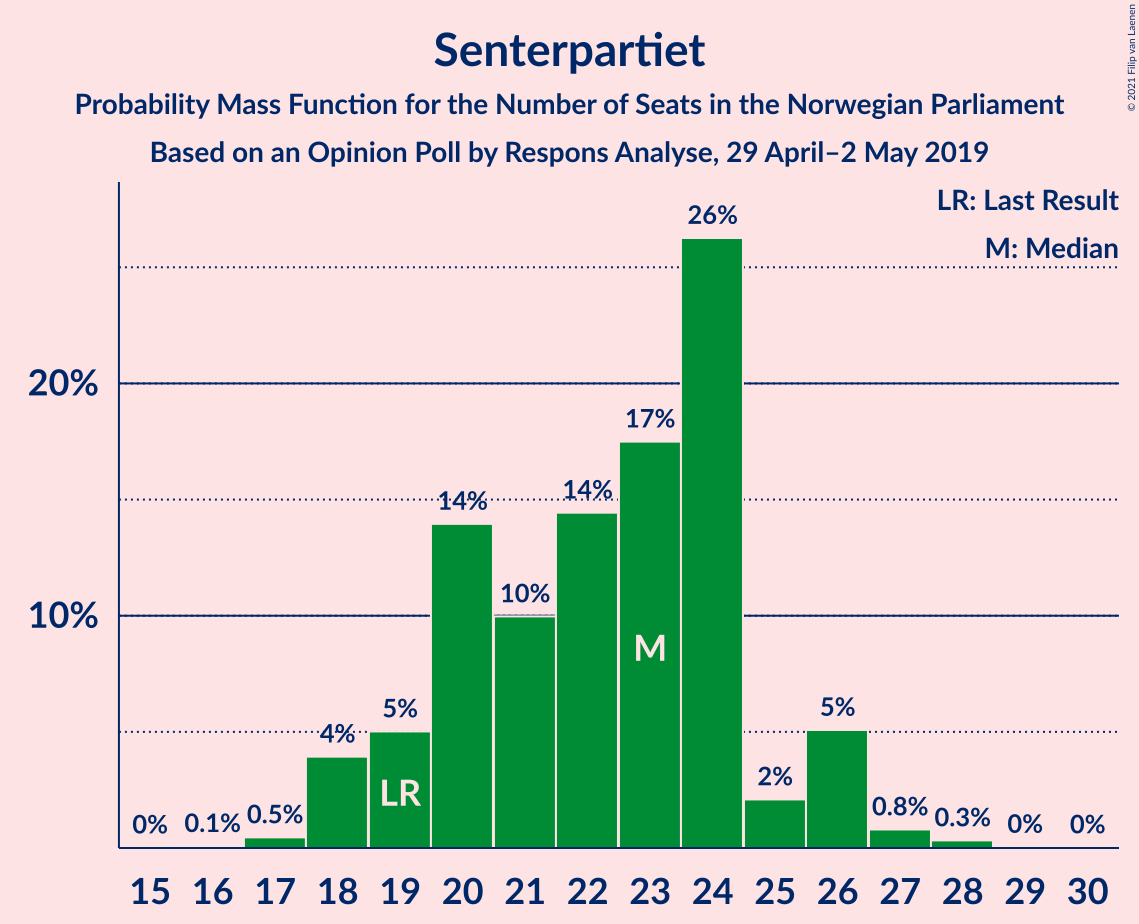 Senterpartiet
Probability Mass Function for the Number of Seats in the Norwegian Parliament
Based on an Opinion Poll by Respons Analyse, 29 April–2 May 2019
© 2021 Filip van Laenen
LR: Last Result
M: Median
20%
10%
0%
0.1%
0.5%
4%
5%
14%
10%
14%
17%
26%
2%
5%
0.8%
0.3%
0%
0%
LR
M
15 16 17 18 19 20 21 22 23 24 25 26 27 28 29 30